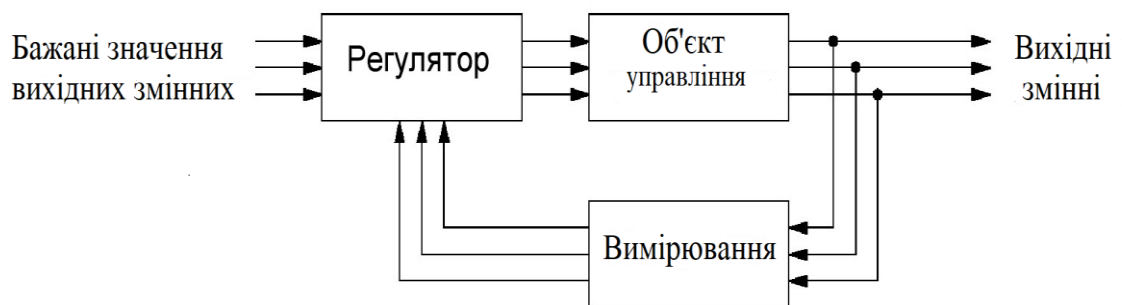 Бажані значення
вихідних змінних
Регулятор
Об'єкт
управління
Вихідні
змінні
Вимірювання